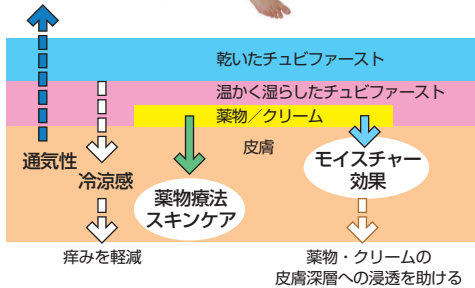 乾いたチュビファースト
温かく湿らしたチュビファースト
薬物／クリーム
皮膚
通気性
冷涼感
薬物療法
スキンケア
モイスチャー
効果
痒みを軽減
薬物・クリームの
皮膚深層への浸透を助ける